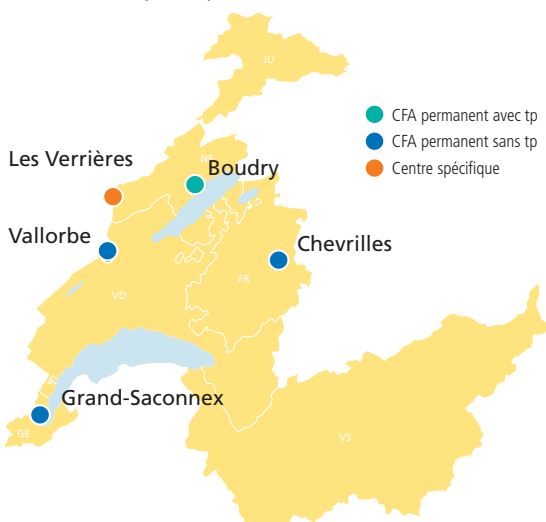 JU
CFA permanent avec tp
CFA permanent sans tp
Centre spécifique
Les Verrières
Boudry
Vallorbe
Chevrilles
FR
VD
Grand-Saconnex
GE
VS